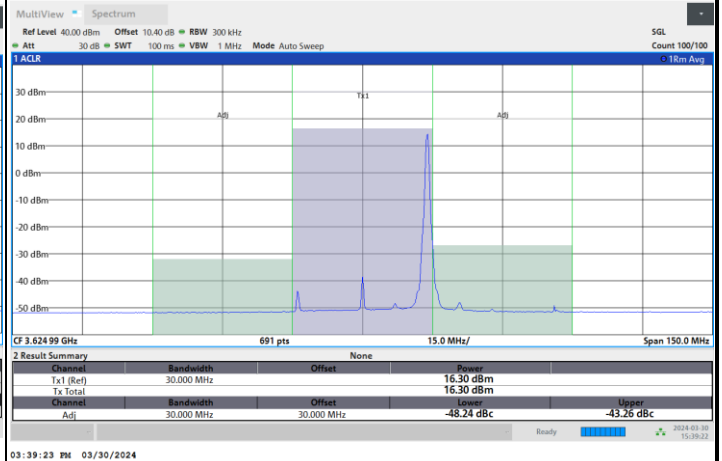 MultiView Spectrum
Ref Level 40.00 dBm Offset 10.40 dB RBW 300 kHz SGL
Att 30 dB SWT 100 ms VBW 1 MHz Mode Auto Sweep Count 100/100
1 ACLR 1Rm Avg
30 dBm
Tx1
20 dBm
Adj Adj
10 dBm
0 dBm
-10 dBm
-20 dBm
-30 dBm
-40 dBm
-50 dBm
CF 3.624 99 GHz 691 pts 15.0 MHz/ Span 150.0 MHz
2 Result Summary None
Channel Bandwidth Offset Power
Tx1 (Ref) 30.000 MHz 16.30 dBm
Tx Total 16.30 dBm
Channel Bandwidth Offset Lower Upper
Adj 30.000 MHz 30.000 MHz -48.24 dBc -43.26 dBc
Ready 2024-03-30
15:39:22
03:39:23 PM 03/30/2024